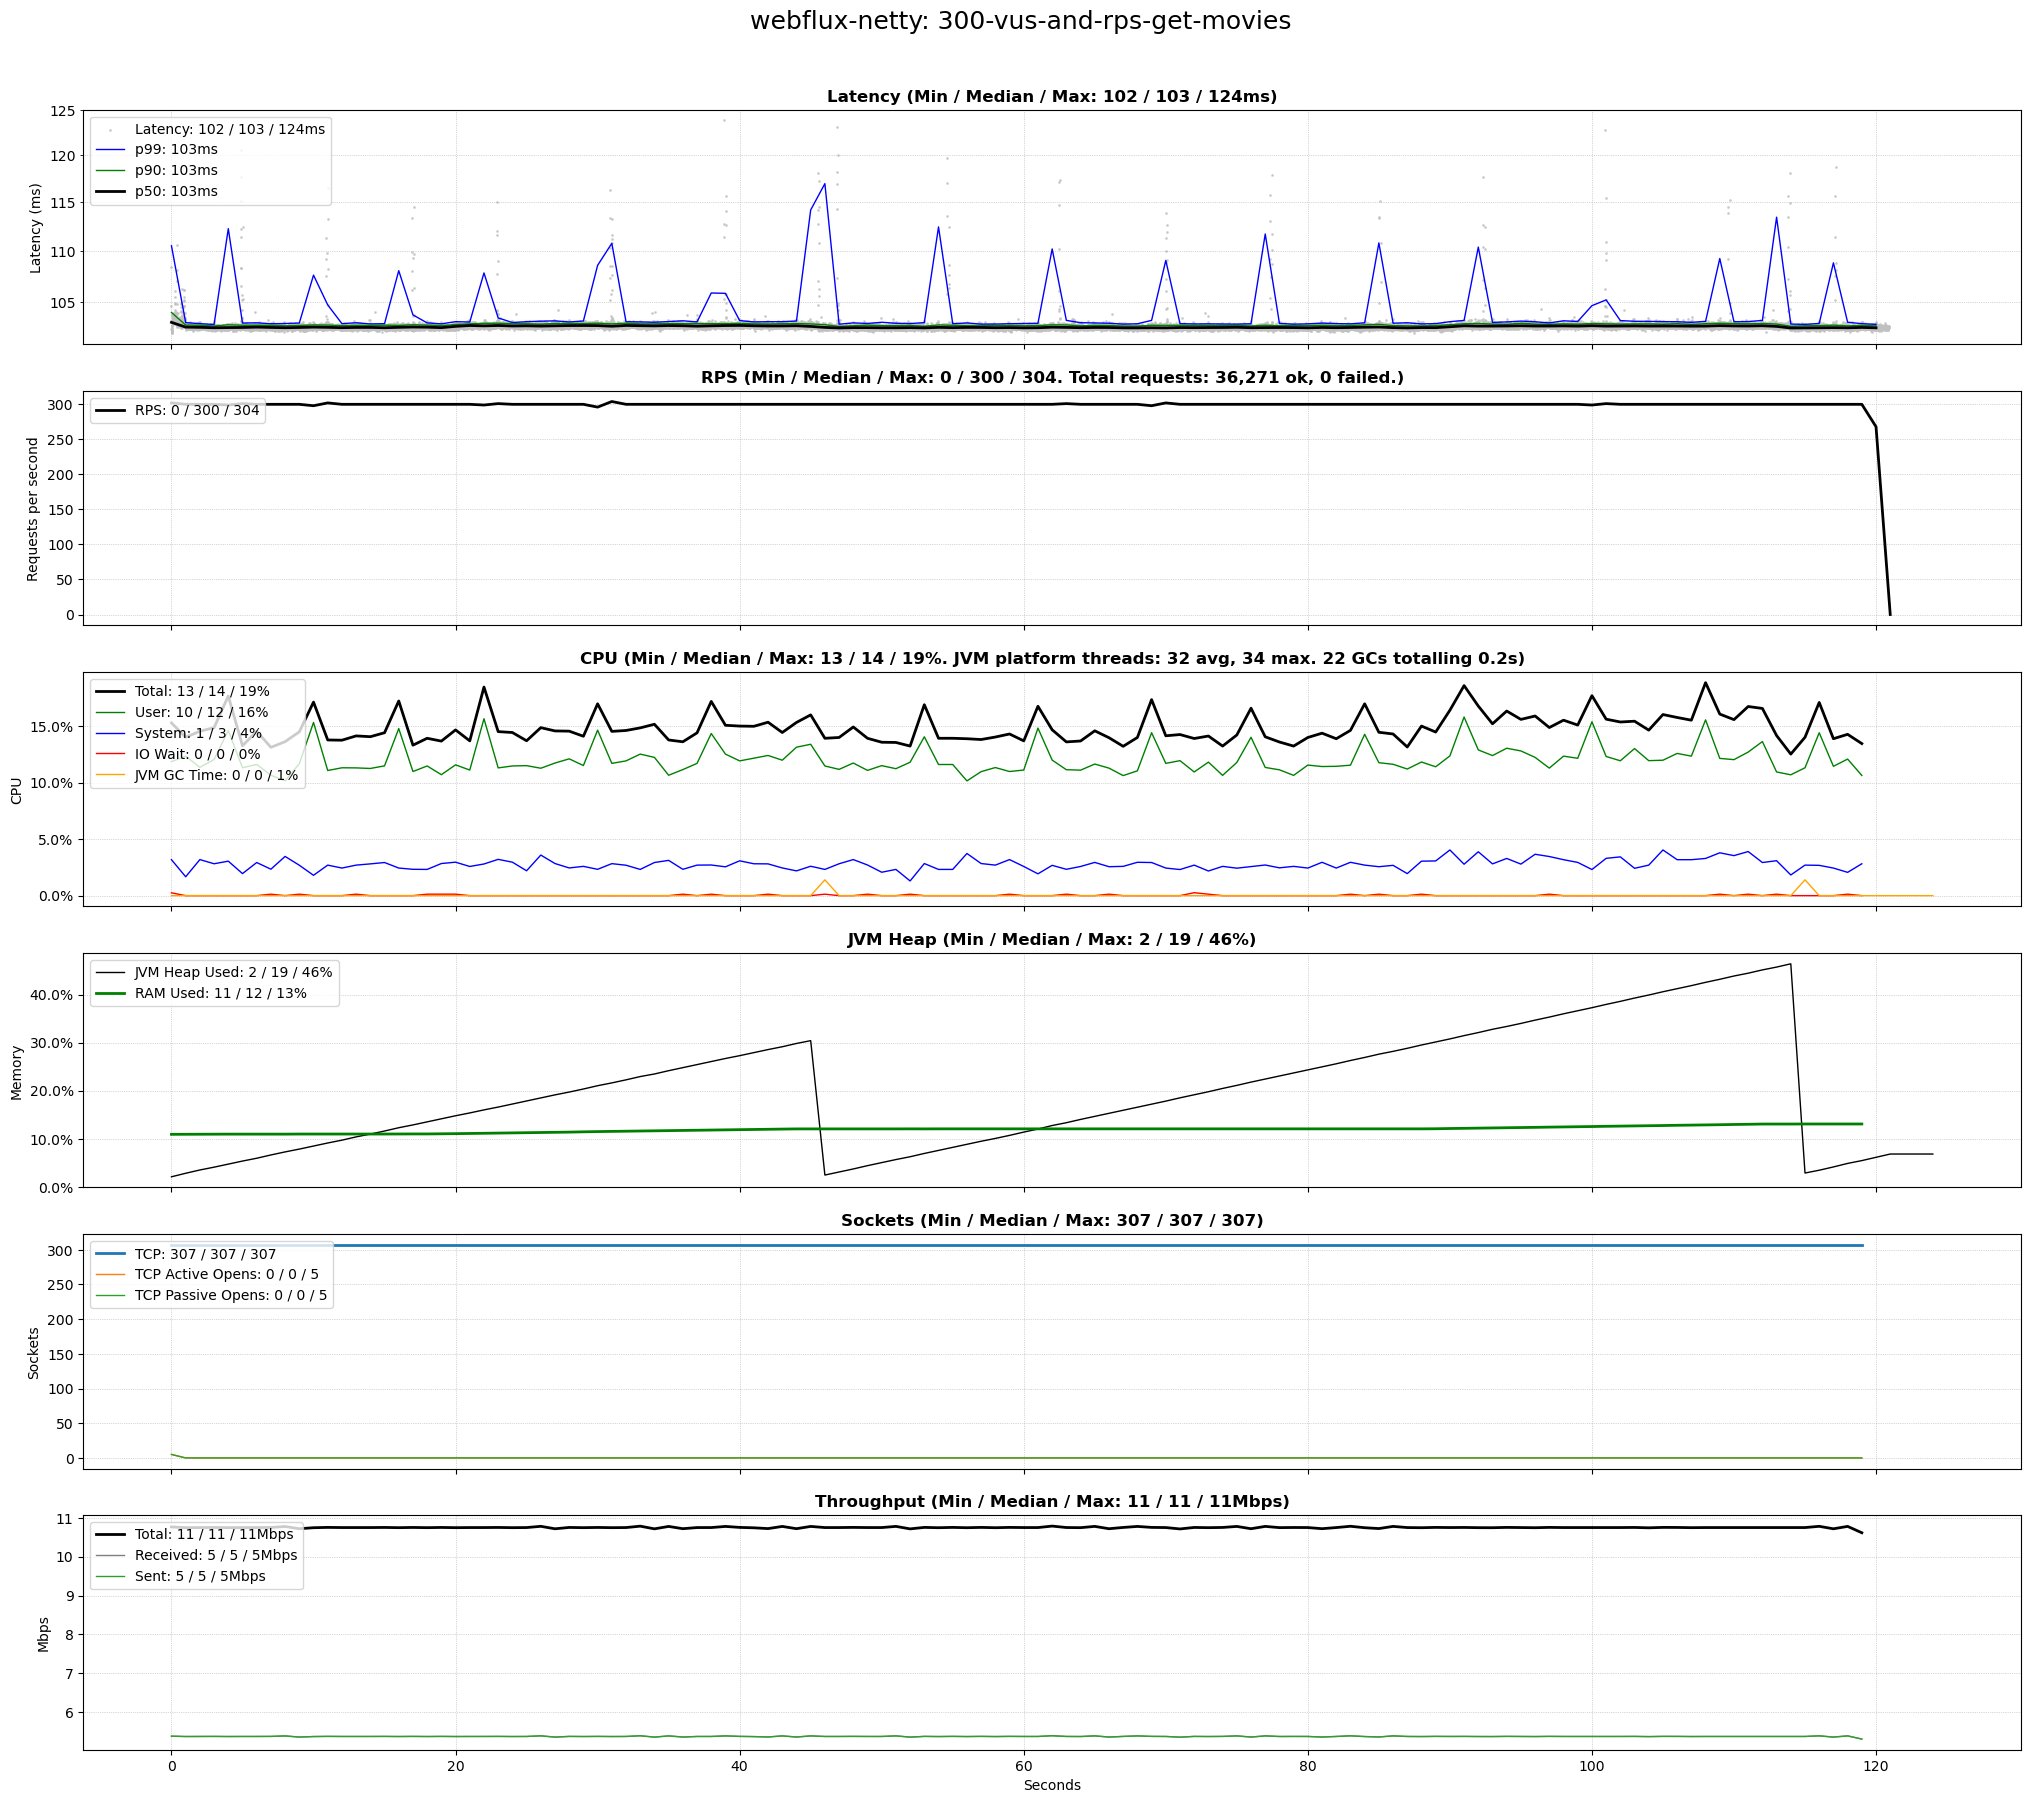 webflux-netty: 300-vus-and-rps-get-movies
Latency (Min / Median / Max: 102 / 103 / 124ms)
Latency: 102 / 103 / 124ms
p99: 103ms
p90: 103ms
p50: 103ms
Latency (ms)
125
120
115
110
105
RPS (Min / Median / Max: 0 / 300 / 304. Total requests: 36,271 ok, 0 failed.)
RPS: 0 / 300 / 304
Requests per second
300
250
200
150
100
50
0
CPU (Min / Median / Max: 13 / 14 / 19%. JVM platform threads: 32 avg, 34 max. 22 GCs totalling 0.2s)
Total: 13 / 14 / 19%
User: 10 / 12 / 16%
System: 1 / 3 / 4%
IO Wait: 0 / 0 / 0%
JVM GC Time: 0 / 0 / 1%
CPU
15.0%
10.0%
5.0%
0.0%
JVM Heap (Min / Median / Max: 2 / 19 / 46%)
JVM Heap Used: 2 / 19 / 46%
RAM Used: 11 / 12 / 13%
Memory
40.0%
30.0%
20.0%
10.0%
0.0%
Sockets (Min / Median / Max: 307 / 307 / 307)
TCP: 307 / 307 / 307
TCP Active Opens: 0 / 0 / 5
TCP Passive Opens: 0 / 0 / 5
Sockets
300
250
200
150
100
50
0
Throughput (Min / Median / Max: 11 / 11 / 11Mbps)
Total: 11 / 11 / 11Mbps
Received: 5 / 5 / 5Mbps
Sent: 5 / 5 / 5Mbps
Mbps
11
10
9
8
7
6
0 20 40 60 80 100 120
Seconds